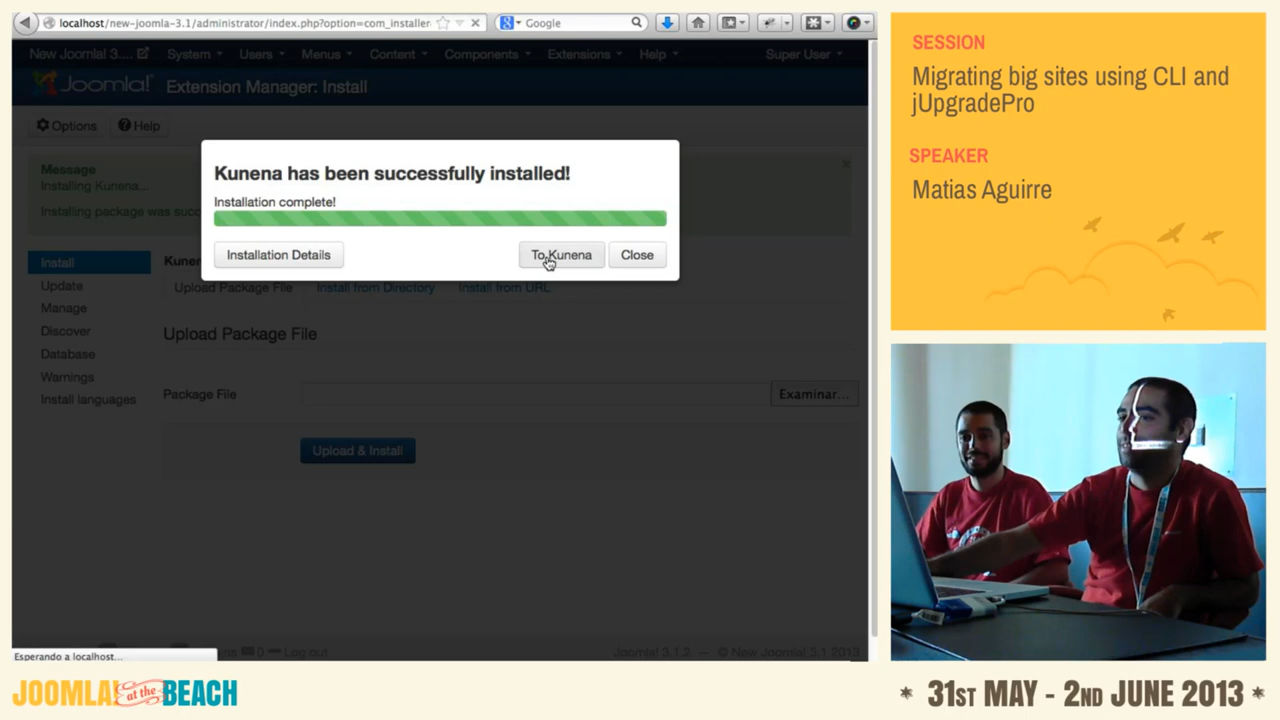 localhost/new-joomla-3.1/administrator/index.php?option=com_installer
Google
New Joomla! 3.... System Users Menus Content Components Extensions Help Super User
Joomla! Extension Manager: Install
Options Help
Message
Installing Kunena...
Installing package was succ
Kunena has been successfully installed!
Installation complete!
Installation Details To Kunena Close
Install
Update
Manage
Discover
Database
Warnings
Install languages
Upload Package File Install from Directory Install from URL
Upload Package File
Package File Examinar...
Upload & Install
Esperando a localhost...
0 Log out
Joomla! 3.1.2 — © New Joomla! 3.1 2013
SESSION
Migrating big sites using CLI and
jUpgradePro
SPEAKER
Matias Aguirre
JOOMLA! at the BEACH
* 31ST MAY - 2ND JUNE 2013 *